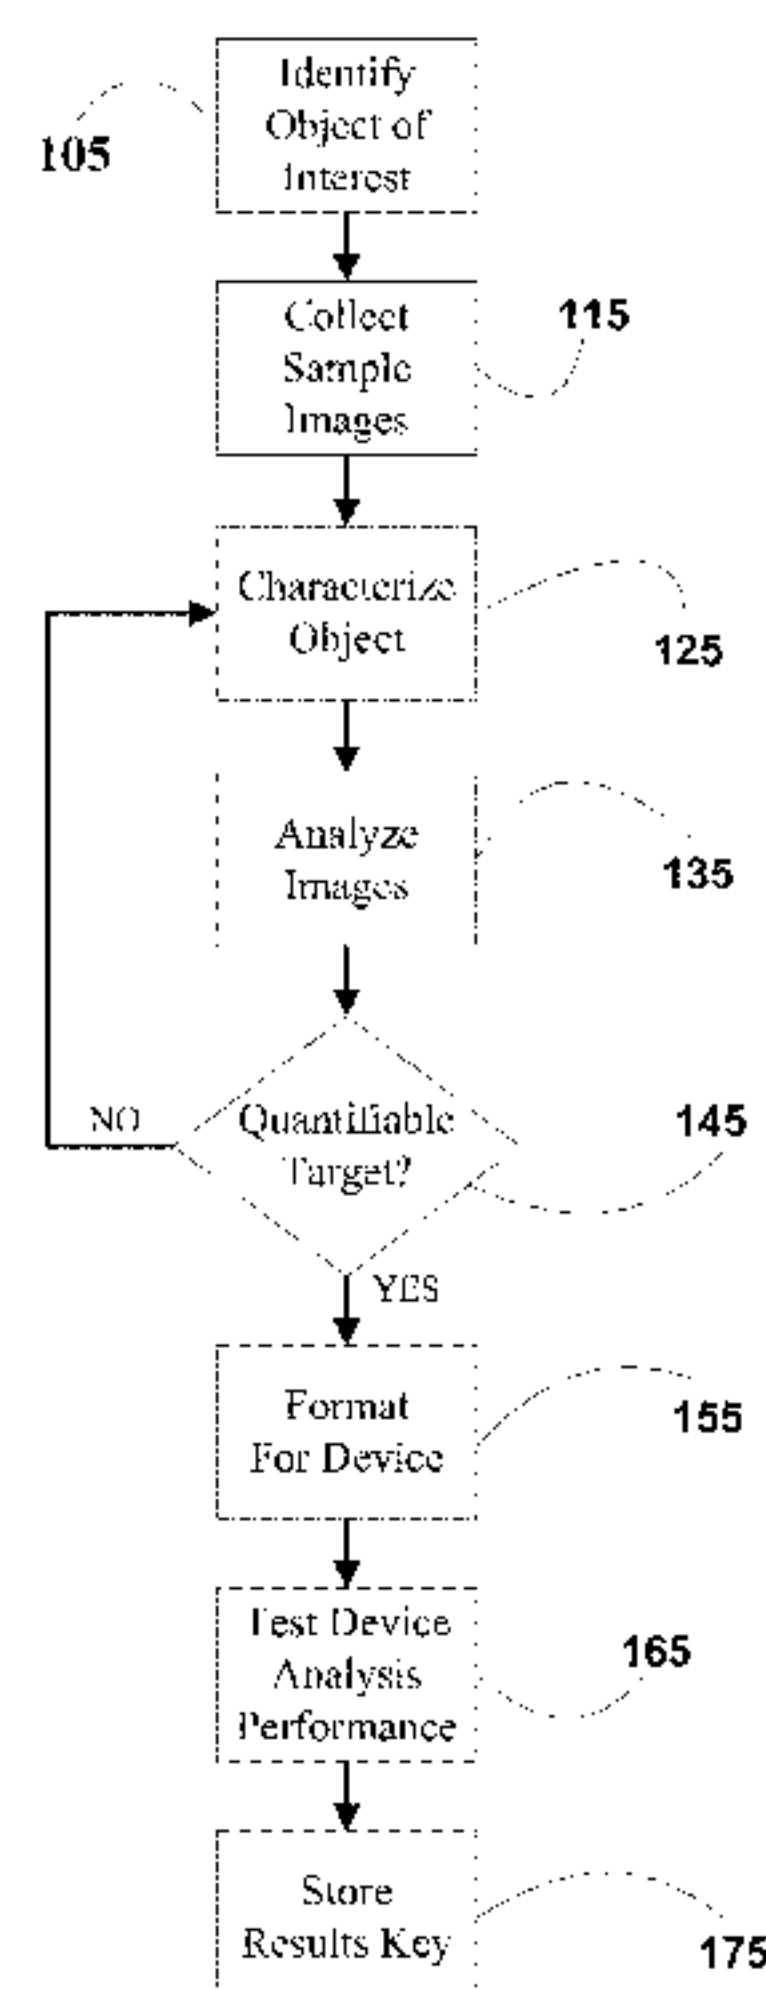 Identify
Object of
Interest
105
Collect
Sample
Images
115
Characterize
Object
125
Analyze
Images
135
Quantifiable
Target?
145
NO
YES
Format
For Device
155
Test Device
Analysis
Performance
165
Store
Results Key
175